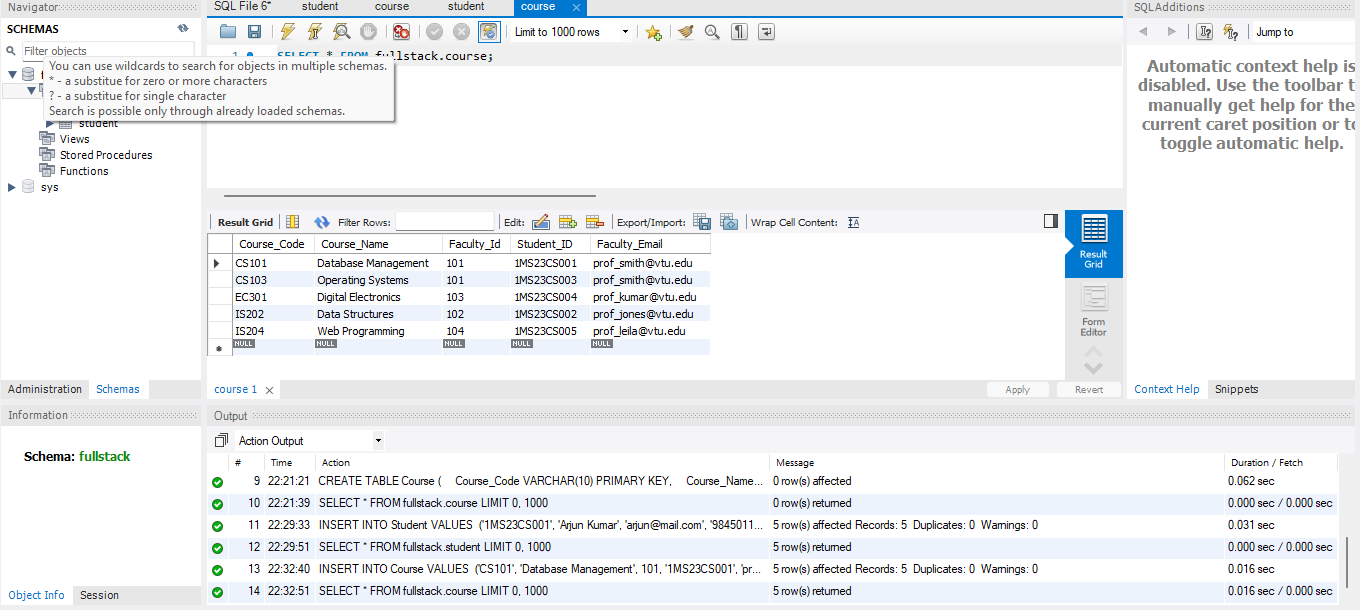 Navigator
SCHEMAS
Filter objects
You can use wildcards to search for objects in multiple schemas.
* - a substitue for zero or more characters
? - a substitue for single character
Search is possible only through already loaded schemas.
student
Views
Stored Procedures
Functions
sys
Administration Schemas
Information
Schema: fullstack
Object Info Session
SQL File 6* student course student course
Limit to 1000 rows
1 SELECT * FROM fullstack.course;
Result Grid Filter Rows: Edit: Export/Import: Wrap Cell Content:
Course_Code Course_Name Faculty_Id Student_ID Faculty_Email
CS101 Database Management 101 1MS23CS001 prof_smith@vtu.edu
CS103 Operating Systems 101 1MS23CS003 prof_smith@vtu.edu
EC301 Digital Electronics 103 1MS23CS004 prof_kumar@vtu.edu
IS202 Data Structures 102 1MS23CS002 prof_jones@vtu.edu
IS204 Web Programming 104 1MS23CS005 prof_leila@vtu.edu
NULL NULL NULL NULL NULL
Result
Grid
Form
Editor
course 1 Apply Revert
SQLAdditions
Jump to
Automatic context help is
disabled. Use the toolbar t
manually get help for the
current caret position or to
toggle automatic help.
Context Help Snippets
Output
Action Output
# Time Action Message Duration / Fetch
9 22:21:21 CREATE TABLE Course ( Course_Code VARCHAR(10) PRIMARY KEY, Course_Name... 0 row(s) affected 0.062 sec
10 22:21:39 SELECT * FROM fullstack.course LIMIT 0, 1000 0 row(s) returned 0.000 sec / 0.000 sec
11 22:29:33 INSERT INTO Student VALUES ('1MS23CS001', 'Arjun Kumar', 'arjun@mail.com', '9845011... 5 row(s) affected Records: 5 Duplicates: 0 Warnings: 0 0.031 sec
12 22:29:51 SELECT * FROM fullstack.student LIMIT 0, 1000 5 row(s) returned 0.000 sec / 0.000 sec
13 22:32:40 INSERT INTO Course VALUES ('CS101', 'Database Management', 101, '1MS23CS001', 'pr... 5 row(s) affected Records: 5 Duplicates: 0 Warnings: 0 0.016 sec
14 22:32:51 SELECT * FROM fullstack.course LIMIT 0, 1000 5 row(s) returned 0.016 sec / 0.000 sec